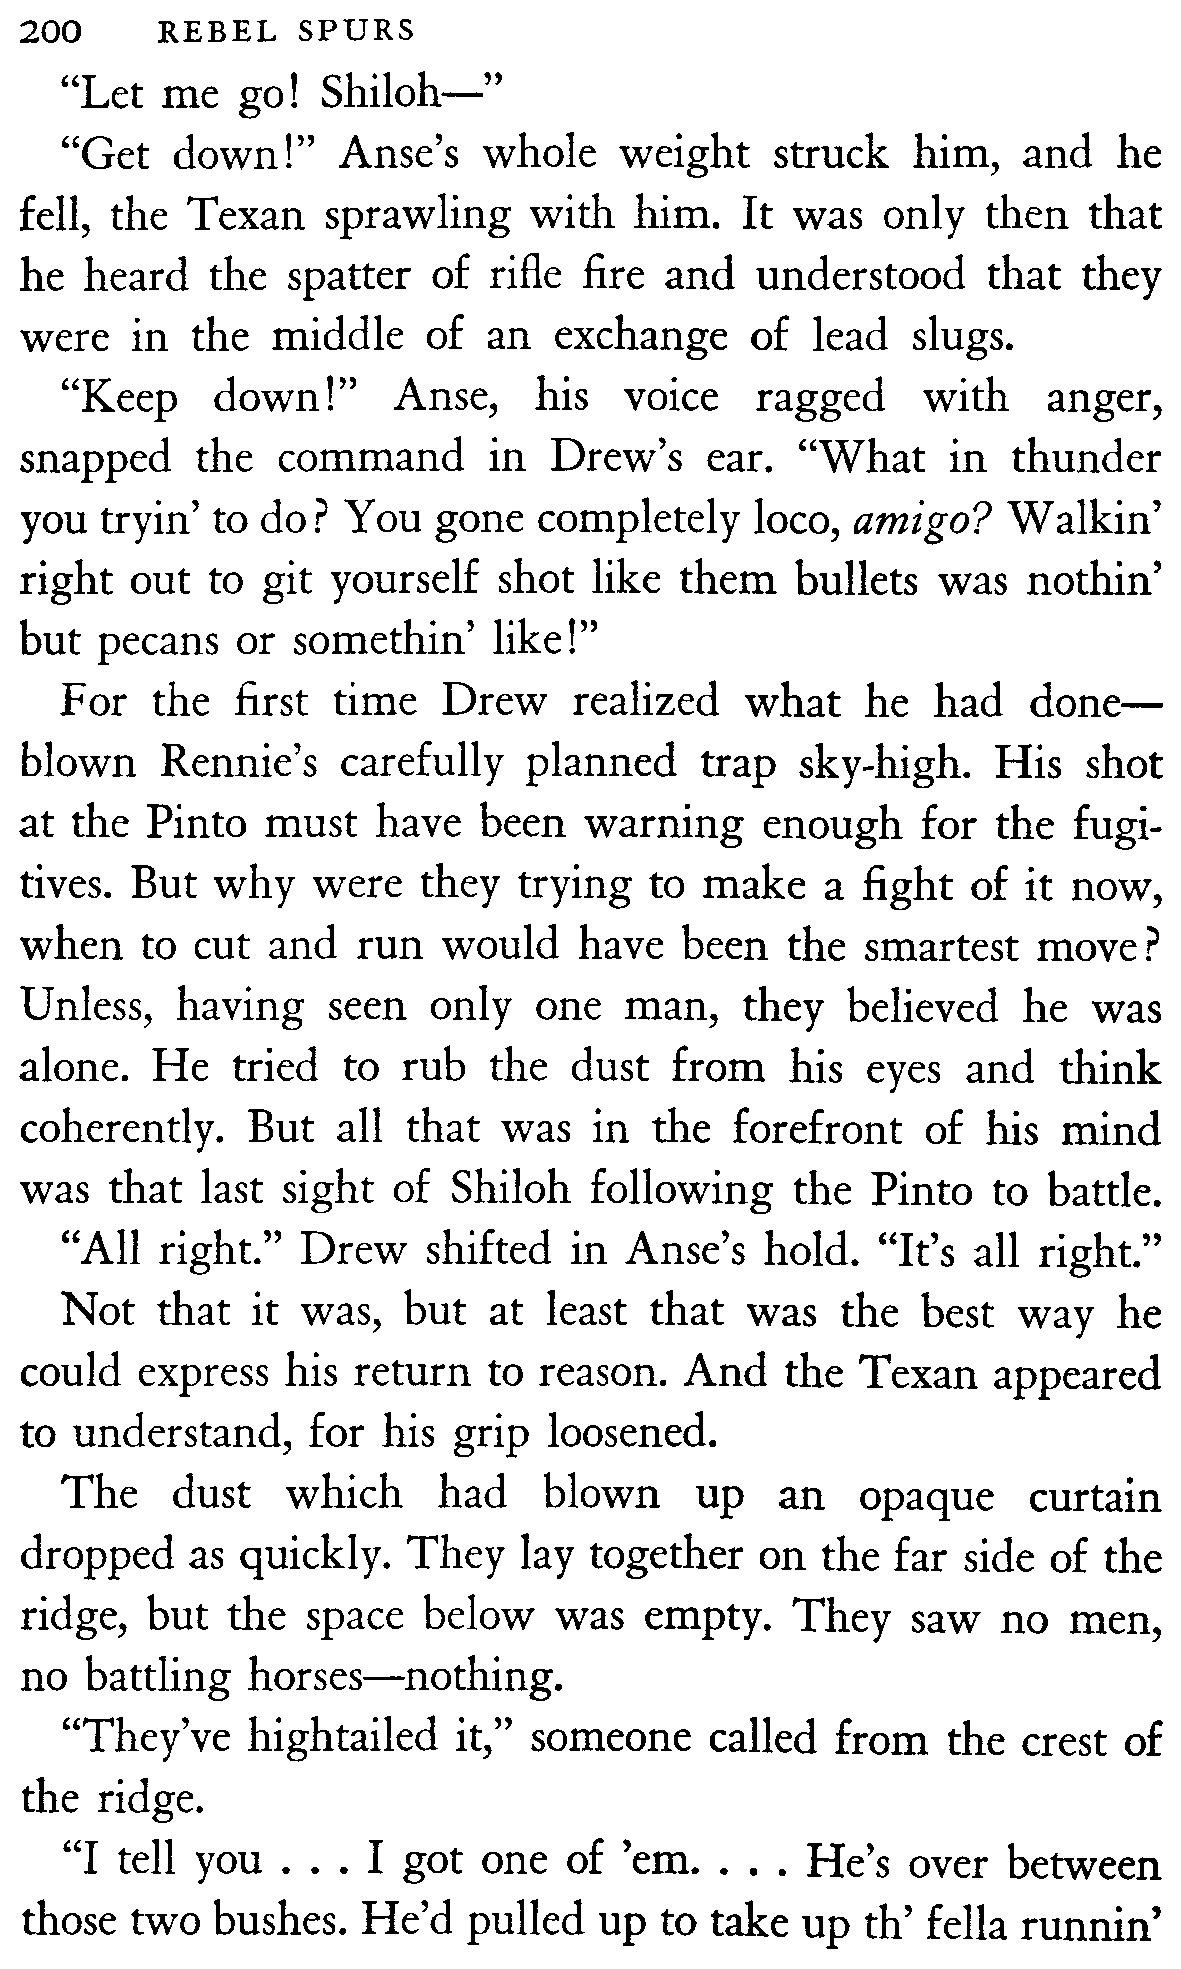 200 REBEL SPURS
“Let me go! Shiloh—”
“Get down!” Anse’s whole weight struck him, and he
fell, the Texan sprawling with him. It was only then that
he heard the spatter of rifle fire and understood that they
were in the middle of an exchange of lead slugs.
“Keep down!” Anse, his voice ragged with anger,
snapped the command in Drew’s ear. “What in thunder
you tryin’ to do? You gone completely loco, amigo? Walkin’
right out to git yourself shot like them bullets was nothin’
but pecans or somethin’ like!”
For the first time Drew realized what he had done—
blown Rennie’s carefully planned trap sky-high. His shot
at the Pinto must have been warning enough for the fugi-
tives. But why were they trying to make a fight of it now,
when to cut and run would have been the smartest move?
Unless, having seen only one man, they believed he was
alone. He tried to rub the dust from his eyes and think
coherently. But all that was in the forefront of his mind
was that last sight of Shiloh following the Pinto to battle.
“All right.” Drew shifted in Anse’s hold. “It’s all right.”
Not that it was, but at least that was the best way he
could express his return to reason. And the Texan appeared
to understand, for his grip loosened.
The dust which had blown up an opaque curtain
dropped as quickly. They lay together on the far side of the
ridge, but the space below was empty. They saw no men,
no battling horses—nothing.
“They’ve hightailed it,” someone called from the crest of
the ridge.
“I tell you . . . I got one of ’em. . . . He’s over between
those two bushes. He’d pulled up to take up th’ fella runnin’